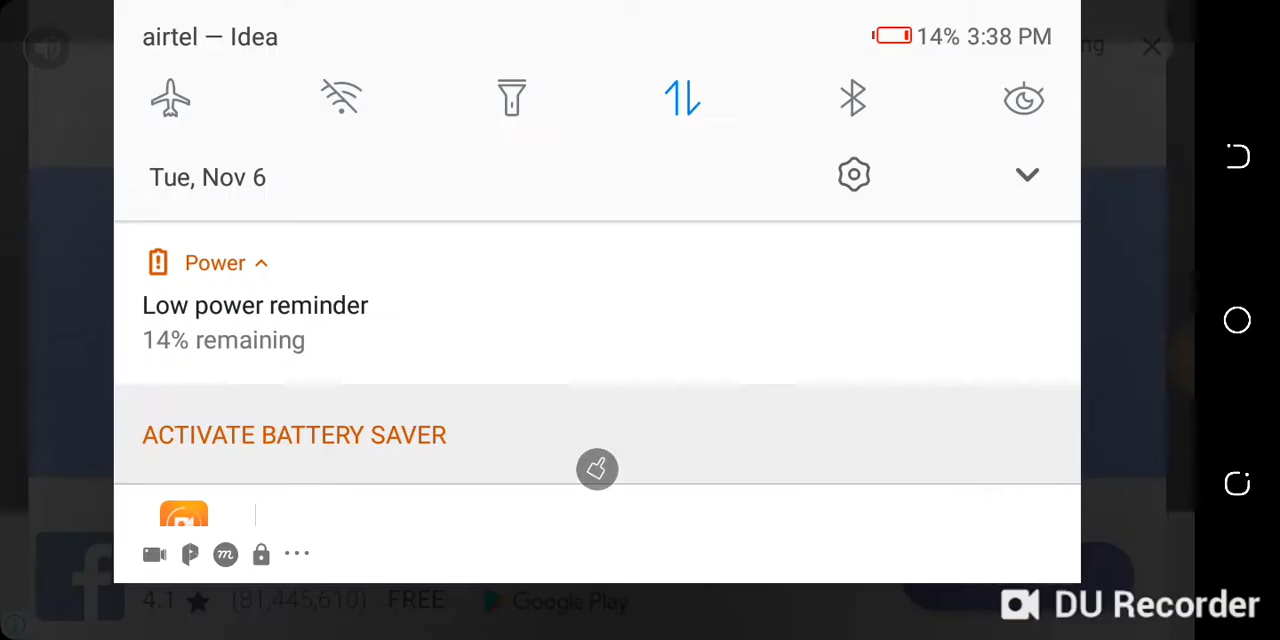 airtel — Idea
14% 3:38 PM
ng
Tue, Nov 6
Power
Low power reminder
14% remaining
ACTIVATE BATTERY SAVER
m
4.1 ★ (81,445,610) FREE Google Play
DU Recorder